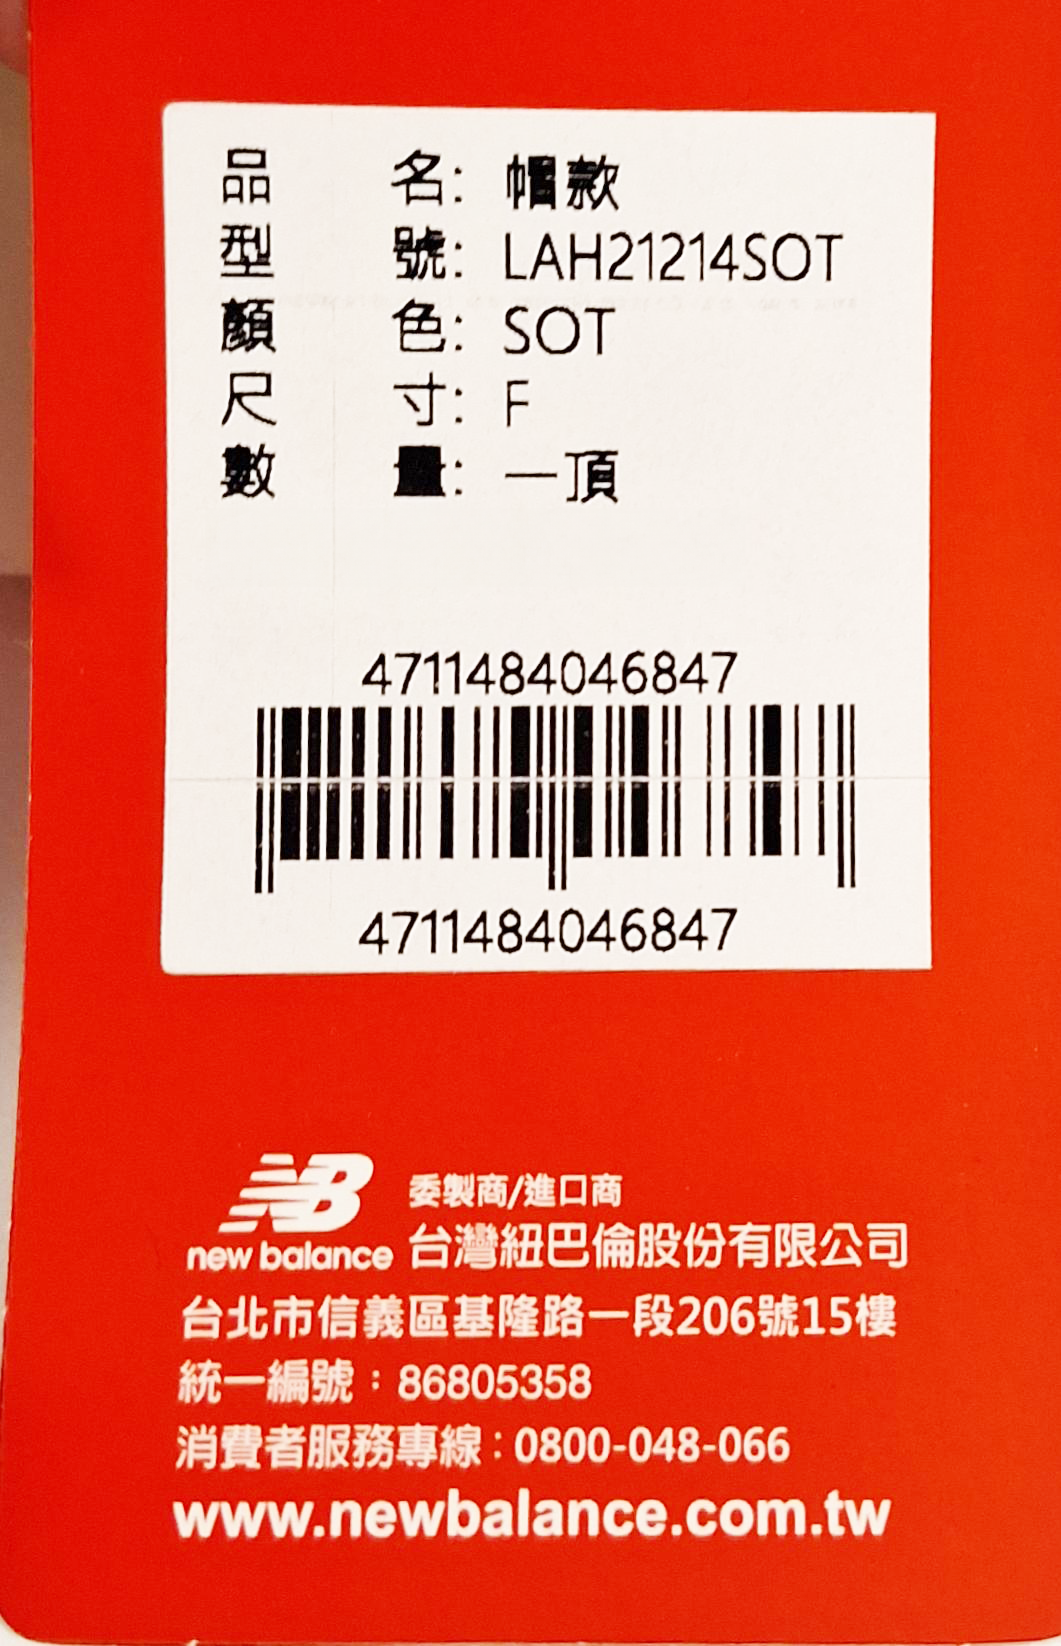 品 名: 帽款
型 號: LAH21214SOT
顏 色: SOT
尺 寸: F
數 量: 一頂
4711484046847
4711484046847
NB
new balance
委製商/進口商
台灣紐巴倫股份有限公司
台北市信義區基隆路一段206號15樓
統一編號：86805358
消費者服務專線：0800-048-066
www.newbalance.com.tw